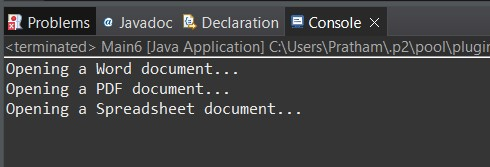 Problems @ Javadoc Declaration Console
<terminated> Main6 [Java Application] C:\Users\Pratham\.p2\pool\plugin
Opening a Word document...
Opening a PDF document...
Opening a Spreadsheet document...